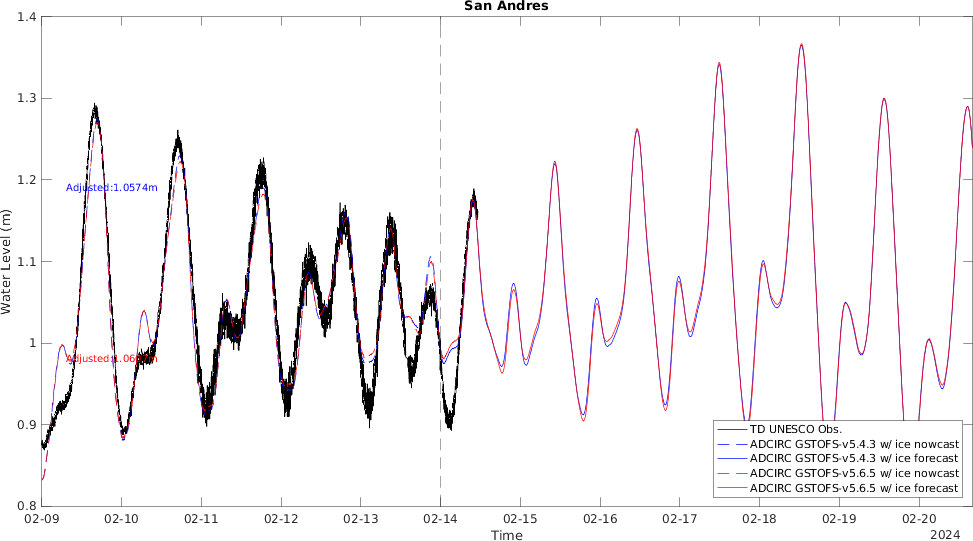 San Andres
1.4
1.3
1.2
1.1
1
0.9
0.8
Water Level (m)
Adjusted:1.0574m
TD UNESCO Obs.
ADCIRC GSTOFS-v5.4.3 w/ ice nowcast
ADCIRC GSTOFS-v5.4.3 w/ ice forecast
ADCIRC GSTOFS-v5.6.5 w/ ice nowcast
ADCIRC GSTOFS-v5.6.5 w/ ice forecast
02-09 02-10 02-11 02-12 02-13 02-14 02-15 02-16 02-17 02-18 02-19 02-20
Time
2024